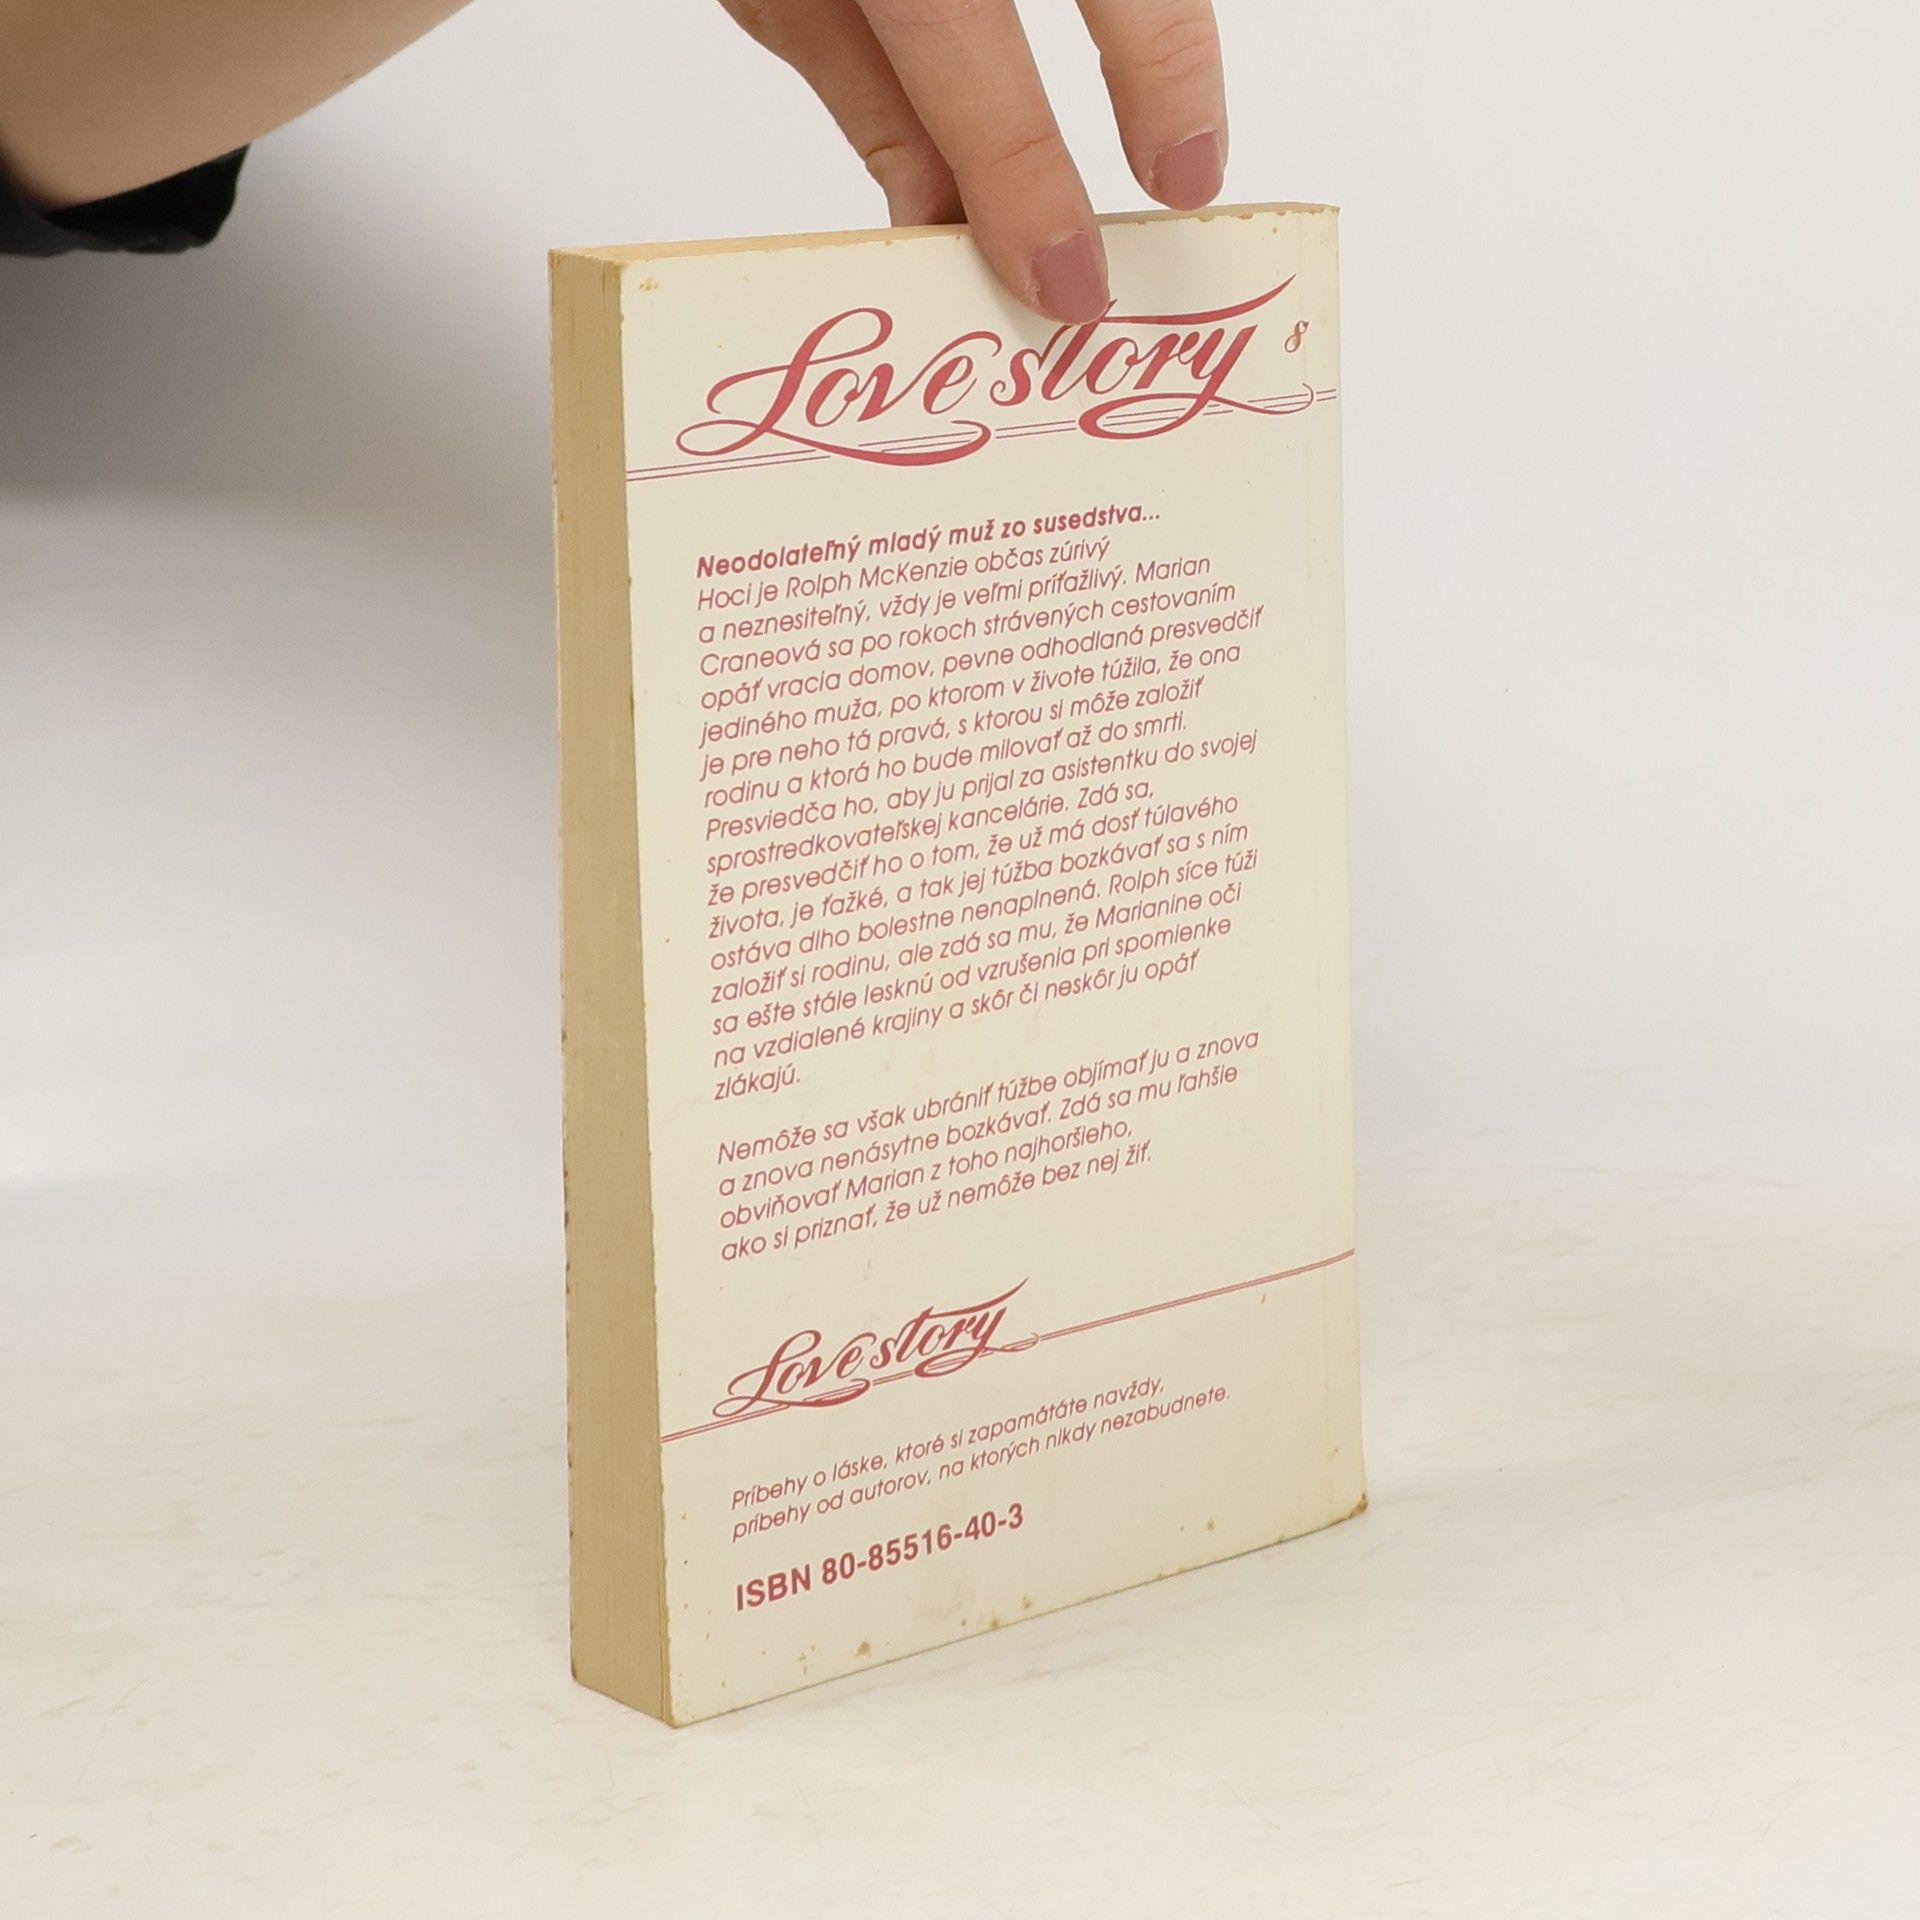 Love story 8
Neodolateľný mladý muž zo susedstva...
Hoci je Rolph McKenzie občas zúrivý
a neznesiteľný, vždy je veľmi príťažlivý. Marian
Craneová sa po rokoch strávených cestovaním
opäť vracia domov, pevne odhodlaná presvedčiť
jediného muža, po ktorom v živote túžila, že ona
je pre neho tá pravá, s ktorou si môže založiť
rodinu a ktorá ho bude milovať až do smrti.
Presviedča ho, aby ju prijal za asistentku do svojej
sprostredkovateľskej kancelárie. Zdá sa,
že presvedčiť ho o tom, že už má dosť túlavého
života, je ťažké, a tak jej túžba bozkávať sa s ním
ostáva dlho bolestne nenaplnená. Rolph síce túži
založiť si rodinu, ale zdá sa mu, že Marianine oči
sa ešte stále lesknú od vzrušenia pri spomienke
na vzdialené krajiny a skôr či neskôr ju opäť
zlákajú.
Nemôže sa však ubrániť túžbe objímať ju a znova
a znova nenásytne bozkávať. Zdá sa mu ľahšie
obviňovať Marian z toho najhoršieho,
ako si priznať, že už nemôže bez nej žiť.
Love story
Príbehy o láske, ktoré si zapamätáte navždy,
príbehy od autorov, na ktorých nikdy nezabudnete.
ISBN 80-85516-40-3